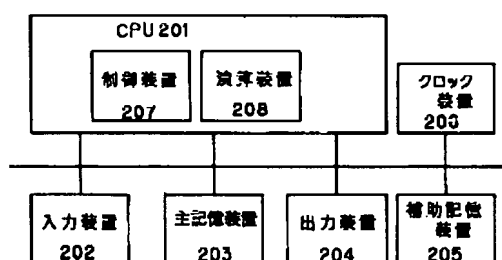 CPU 201
制御装置
207
演算装置
208
クロック
装置
206
入力装置
202
主記憶装置
203
出力装置
204
補助記憶
装置
205